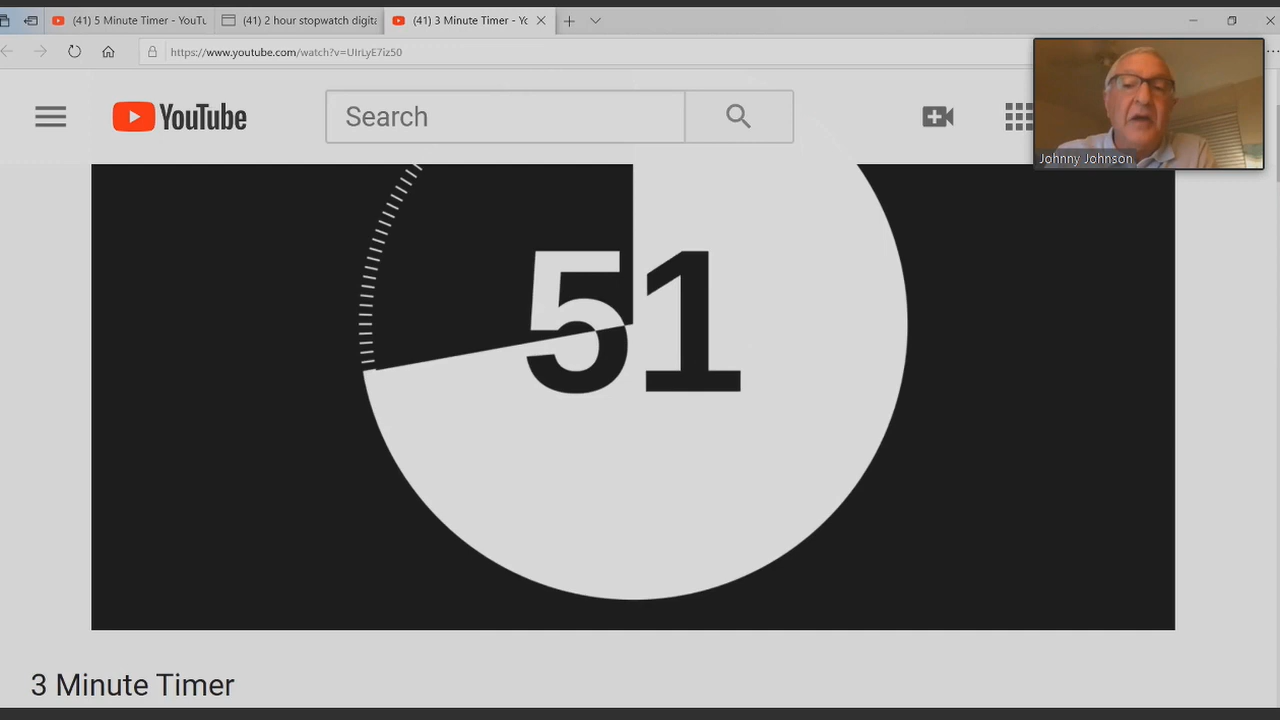 (41) 5 Minute Timer - YouTu
(41) 2 hour stopwatch digita
(41) 3 Minute Timer - Yo
https://www.youtube.com/watch?v=UIrLyE7iz50
YouTube
Search
Johnny Johnson
51
3 Minute Timer